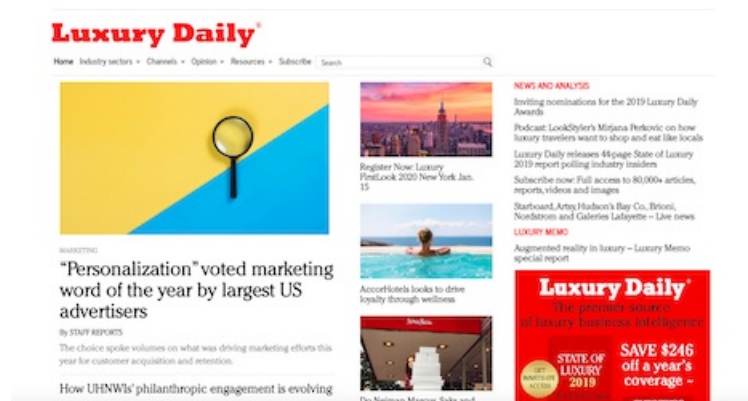 Luxury Daily
Home Industry sectors Channels Opinion Resources Subscribe Search
MARKETING
“Personalization” voted marketing
word of the year by largest US
advertisers
By STAFF REPORTS
The choice spoke volumes on what was driving marketing efforts this
year for customer acquisition and retention.
How UHNWIs’ philanthropic engagement is evolving
Register Now: Luxury
FirstLook 2020 New York Jan.
15
AccorHotels looks to drive
loyalty through wellness
Do Neiman Marcus, Saks and
NEWS AND ANALYSIS
Inviting nominations for the 2019 Luxury Daily
Awards
Podcast: LookStyler’s Mirjana Perkovic on how
luxury travelers want to shop and eat like locals
Luxury Daily releases 44-page State of Luxury
2019 report polling industry insiders
Subscribe now: Full access to 80,000+ articles,
reports, videos and images
Starboard, Artsy, Hudson’s Bay Co., Brioni,
Nordstrom and Galeries Lafayette – Live news
LUXURY MEMO
Augmented reality in luxury – Luxury Memo
special report
Luxury Daily
The premier source
of luxury business intelligence
GET
IMMEDIATE
ACCESS
STATE OF
LUXURY
2019
SAVE $246
off a year’s
coverage ~